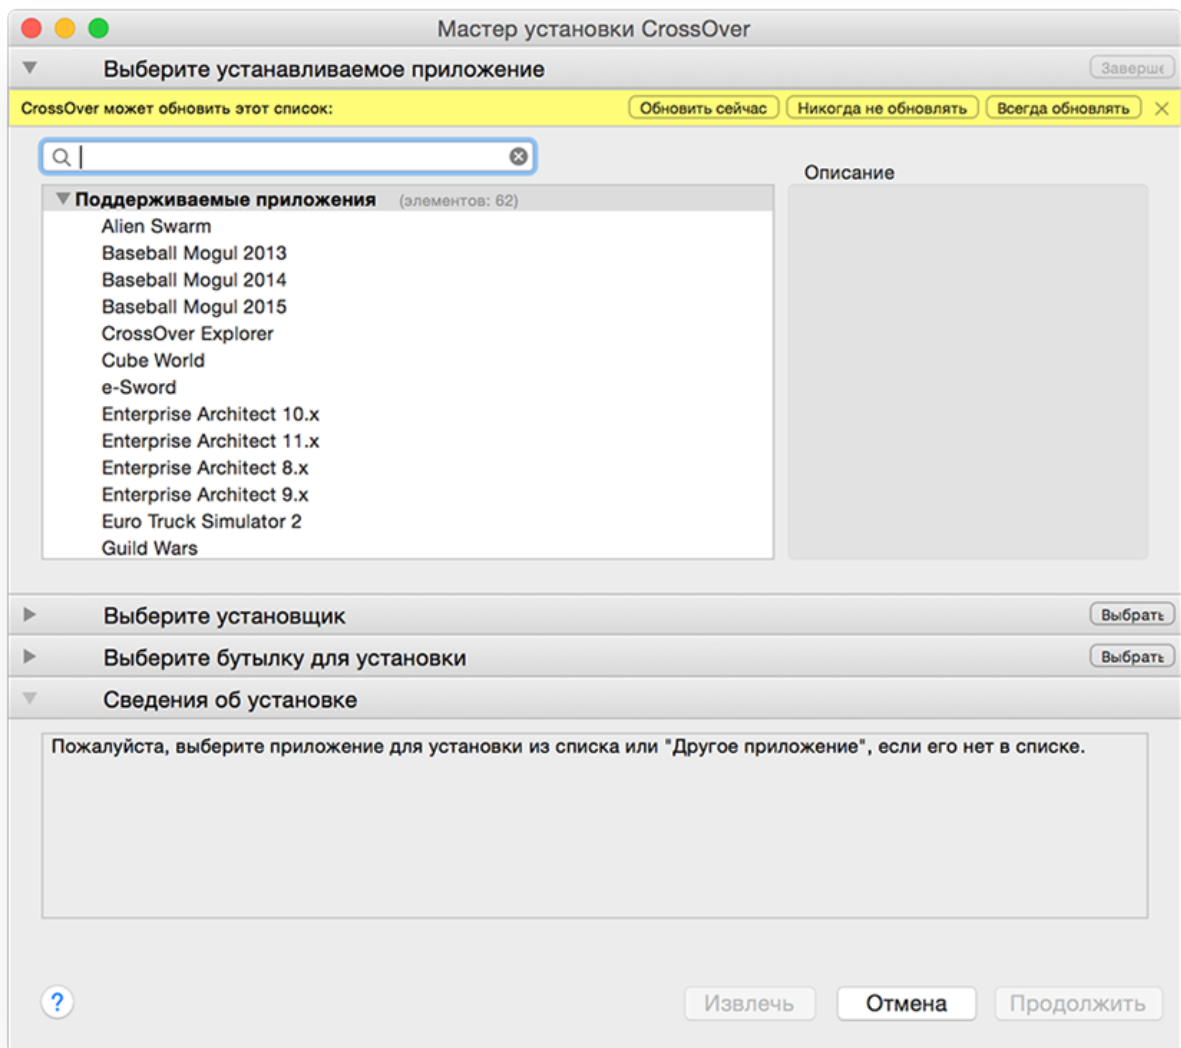 Мастер установки CrossOver
Выберите устанавливаемое приложение
Заверше
CrossOver может обновить этот список:
Обновить сейчас
Никогда не обновлять
Всегда обновлять
Описание
Поддерживаемые приложения (элементов: 62)
Alien Swarm
Baseball Mogul 2013
Baseball Mogul 2014
Baseball Mogul 2015
CrossOver Explorer
Cube World
e-Sword
Enterprise Architect 10.x
Enterprise Architect 11.x
Enterprise Architect 8.x
Enterprise Architect 9.x
Euro Truck Simulator 2
Guild Wars
Выберите установщик
Выбрать
Выберите бутылку для установки
Выбрать
Сведения об установке
Пожалуйста, выберите приложение для установки из списка или "Другое приложение", если его нет в списке.
?
Извлечь
Отмена
Продолжить